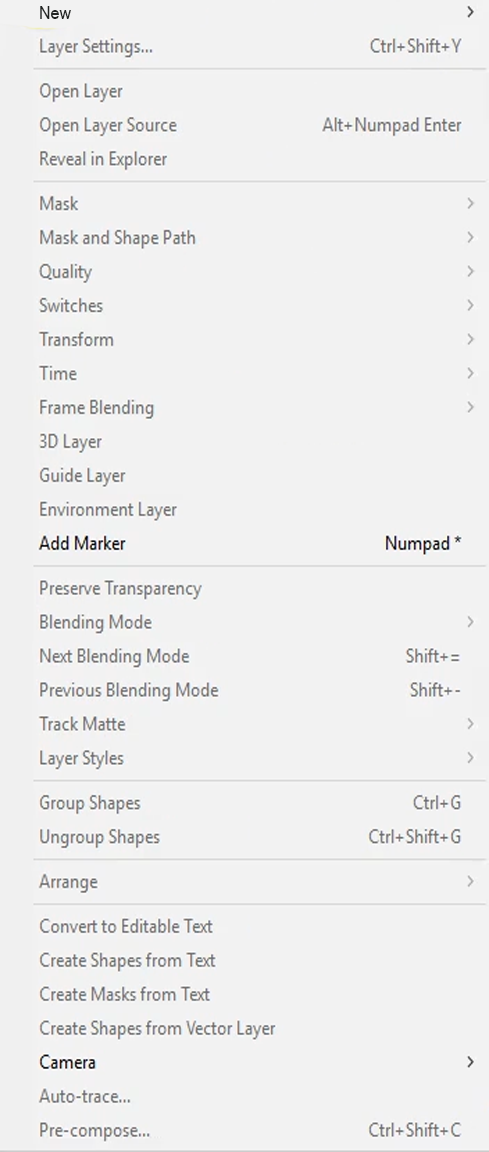 New
Layer Settings... Ctrl+Shift+Y
Open Layer
Open Layer Source Alt+Numpad Enter
Reveal in Explorer
Mask
Mask and Shape Path
Quality
Switches
Transform
Time
Frame Blending
3D Layer
Guide Layer
Environment Layer
Add Marker Numpad *
Preserve Transparency
Blending Mode
Next Blending Mode Shift+=
Previous Blending Mode Shift+-
Track Matte
Layer Styles
Group Shapes Ctrl+G
Ungroup Shapes Ctrl+Shift+G
Arrange
Convert to Editable Text
Create Shapes from Text
Create Masks from Text
Create Shapes from Vector Layer
Camera
Auto-trace...
Pre-compose... Ctrl+Shift+C